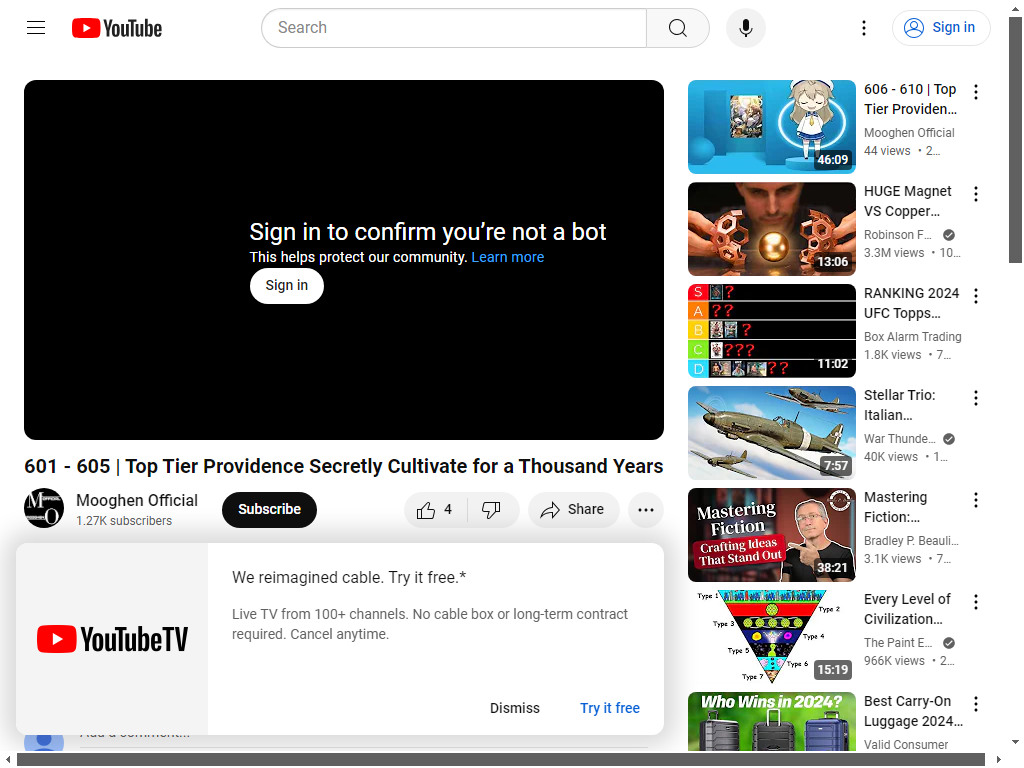 YouTube
Search
Sign in
Sign in to confirm you’re not a bot
This helps protect our community. Learn more
Sign in
601 - 605 | Top Tier Providence Secretly Cultivate for a Thousand Years
Mooghen Official
1.27K subscribers
Subscribe
4
Share
YouTubeTV
We reimagined cable. Try it free.*
Live TV from 100+ channels. No cable box or long-term contract
required. Cancel anytime.
Dismiss
Try it free
Add a comment...
46:09
606 - 610 | Top
Tier Providen...
Mooghen Official
44 views • 2...
13:06
HUGE Magnet
VS Copper...
Robinson F...
3.3M views • 10...
S ?
A ? ?
B ?
C ? ? ?
D ? ?
11:02
RANKING 2024
UFC Topps...
Box Alarm Trading
1.8K views • 7...
7:57
Stellar Trio:
Italian...
War Thunde...
40K views • 1...
Mastering
Fiction
Crafting Ideas
That Stand Out
38:21
Mastering
Fiction:...
Bradley P. Beauli...
3.1K views • 7...
Type 1
Type 2
Type 3
Type 4
Type 5
Type 6
Type 7
15:19
Every Level of
Civilization...
The Paint E...
966K views • 2...
Who Wins in 2024?
Best Carry-On
Luggage 2024...
Valid Consumer